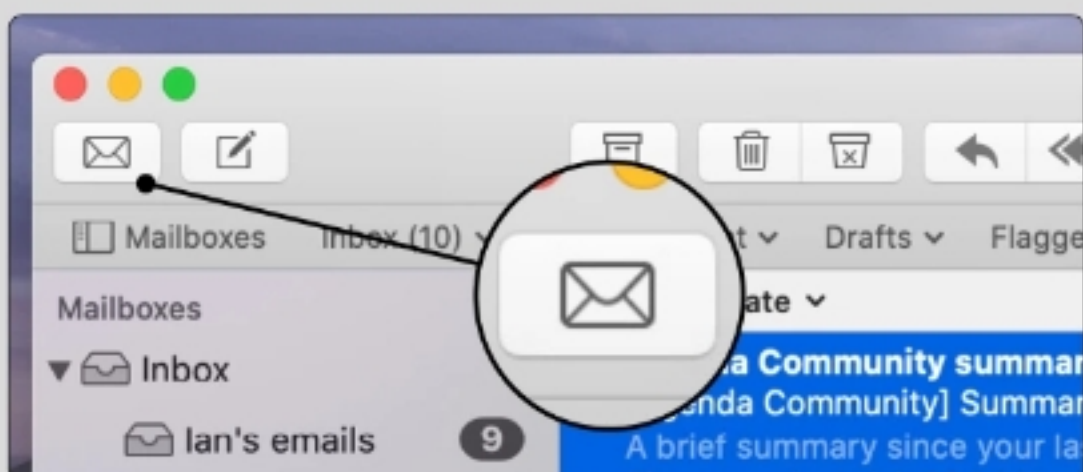 Mailboxes Inbox (10) t Drafts Flagge
Mailboxes
ate
Inbox
a Community summar
enda Community] Summar
Ian's emails 9
A brief summary since your la